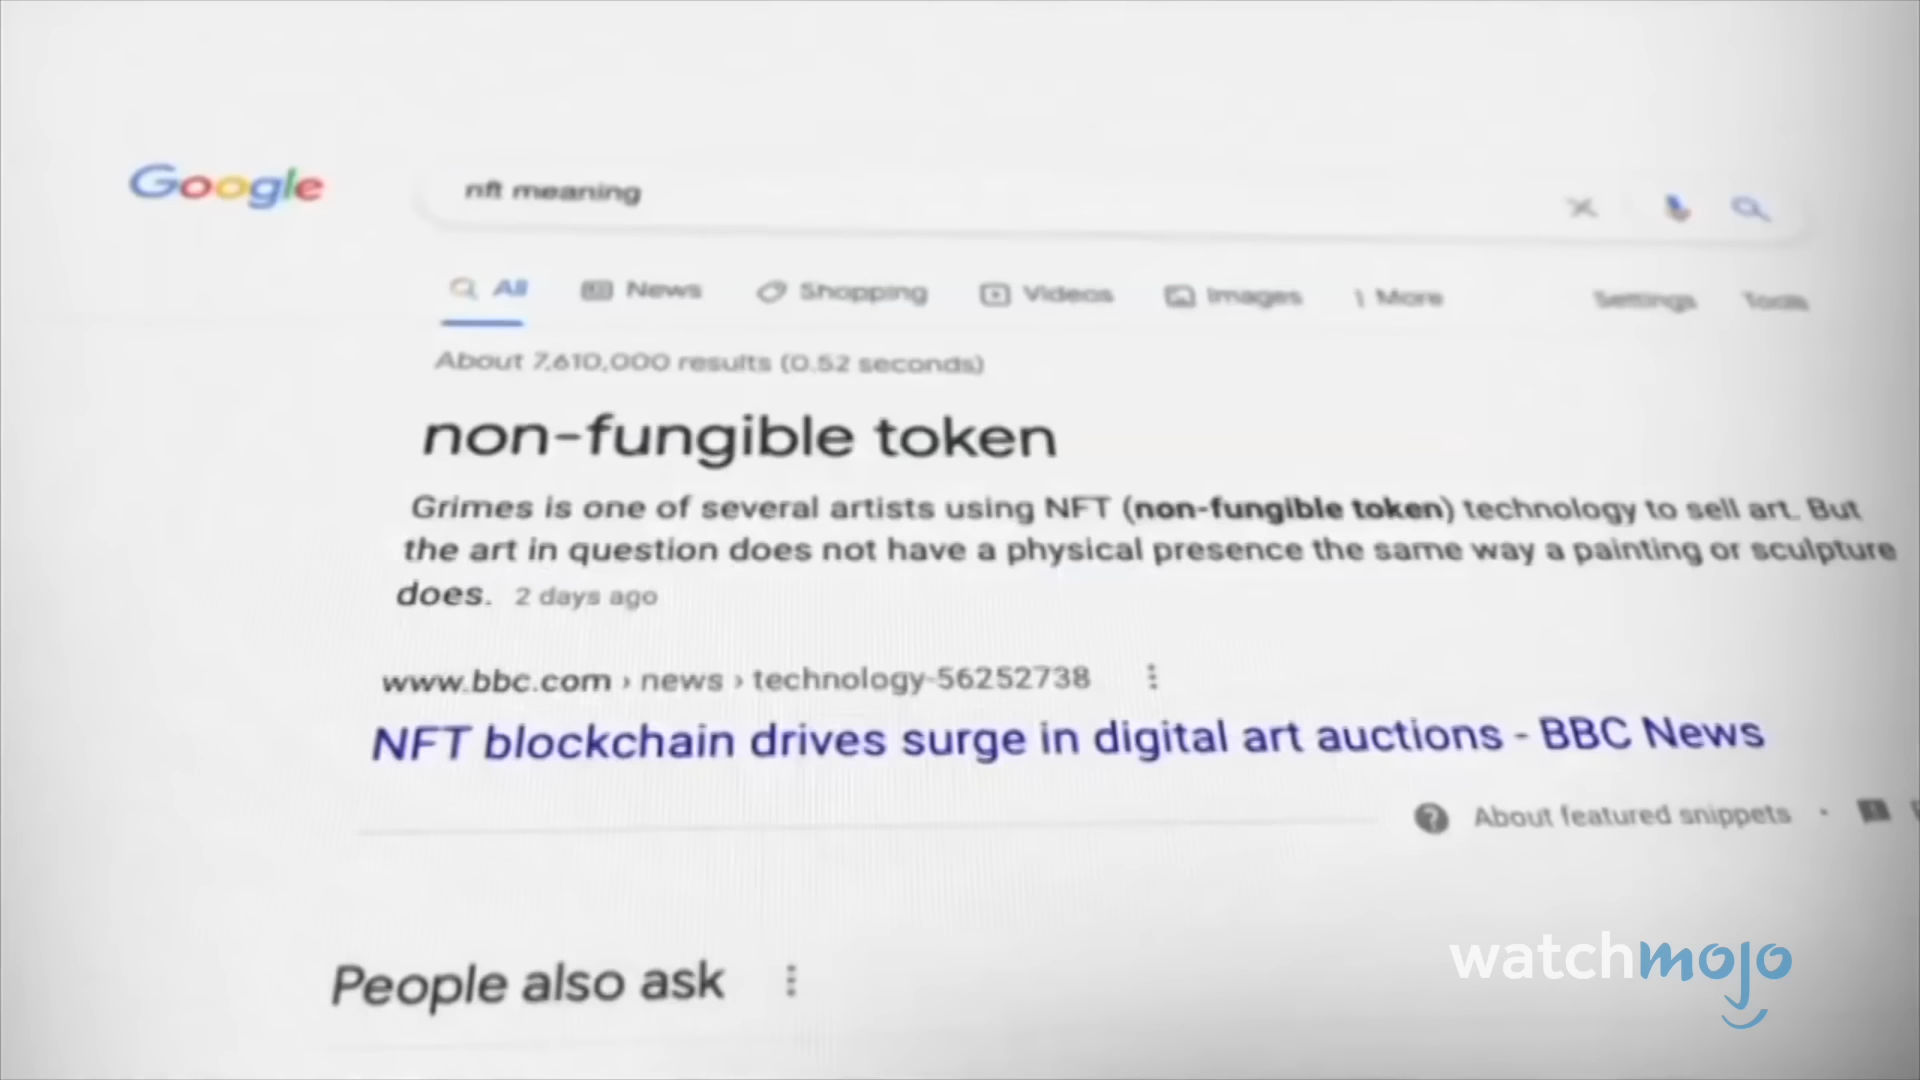 Google
nft meaning
All News Shopping Videos Images More Settings Tools
About 7,610,000 results (0.52 seconds)
non-fungible token
Grimes is one of several artists using NFT (non-fungible token) technology to sell art. But
the art in question does not have a physical presence the same way a painting or sculpture
does. 2 days ago
www.bbc.com › news › technology-56252738
NFT blockchain drives surge in digital art auctions - BBC News
About featured snippets
People also ask
watchmojo